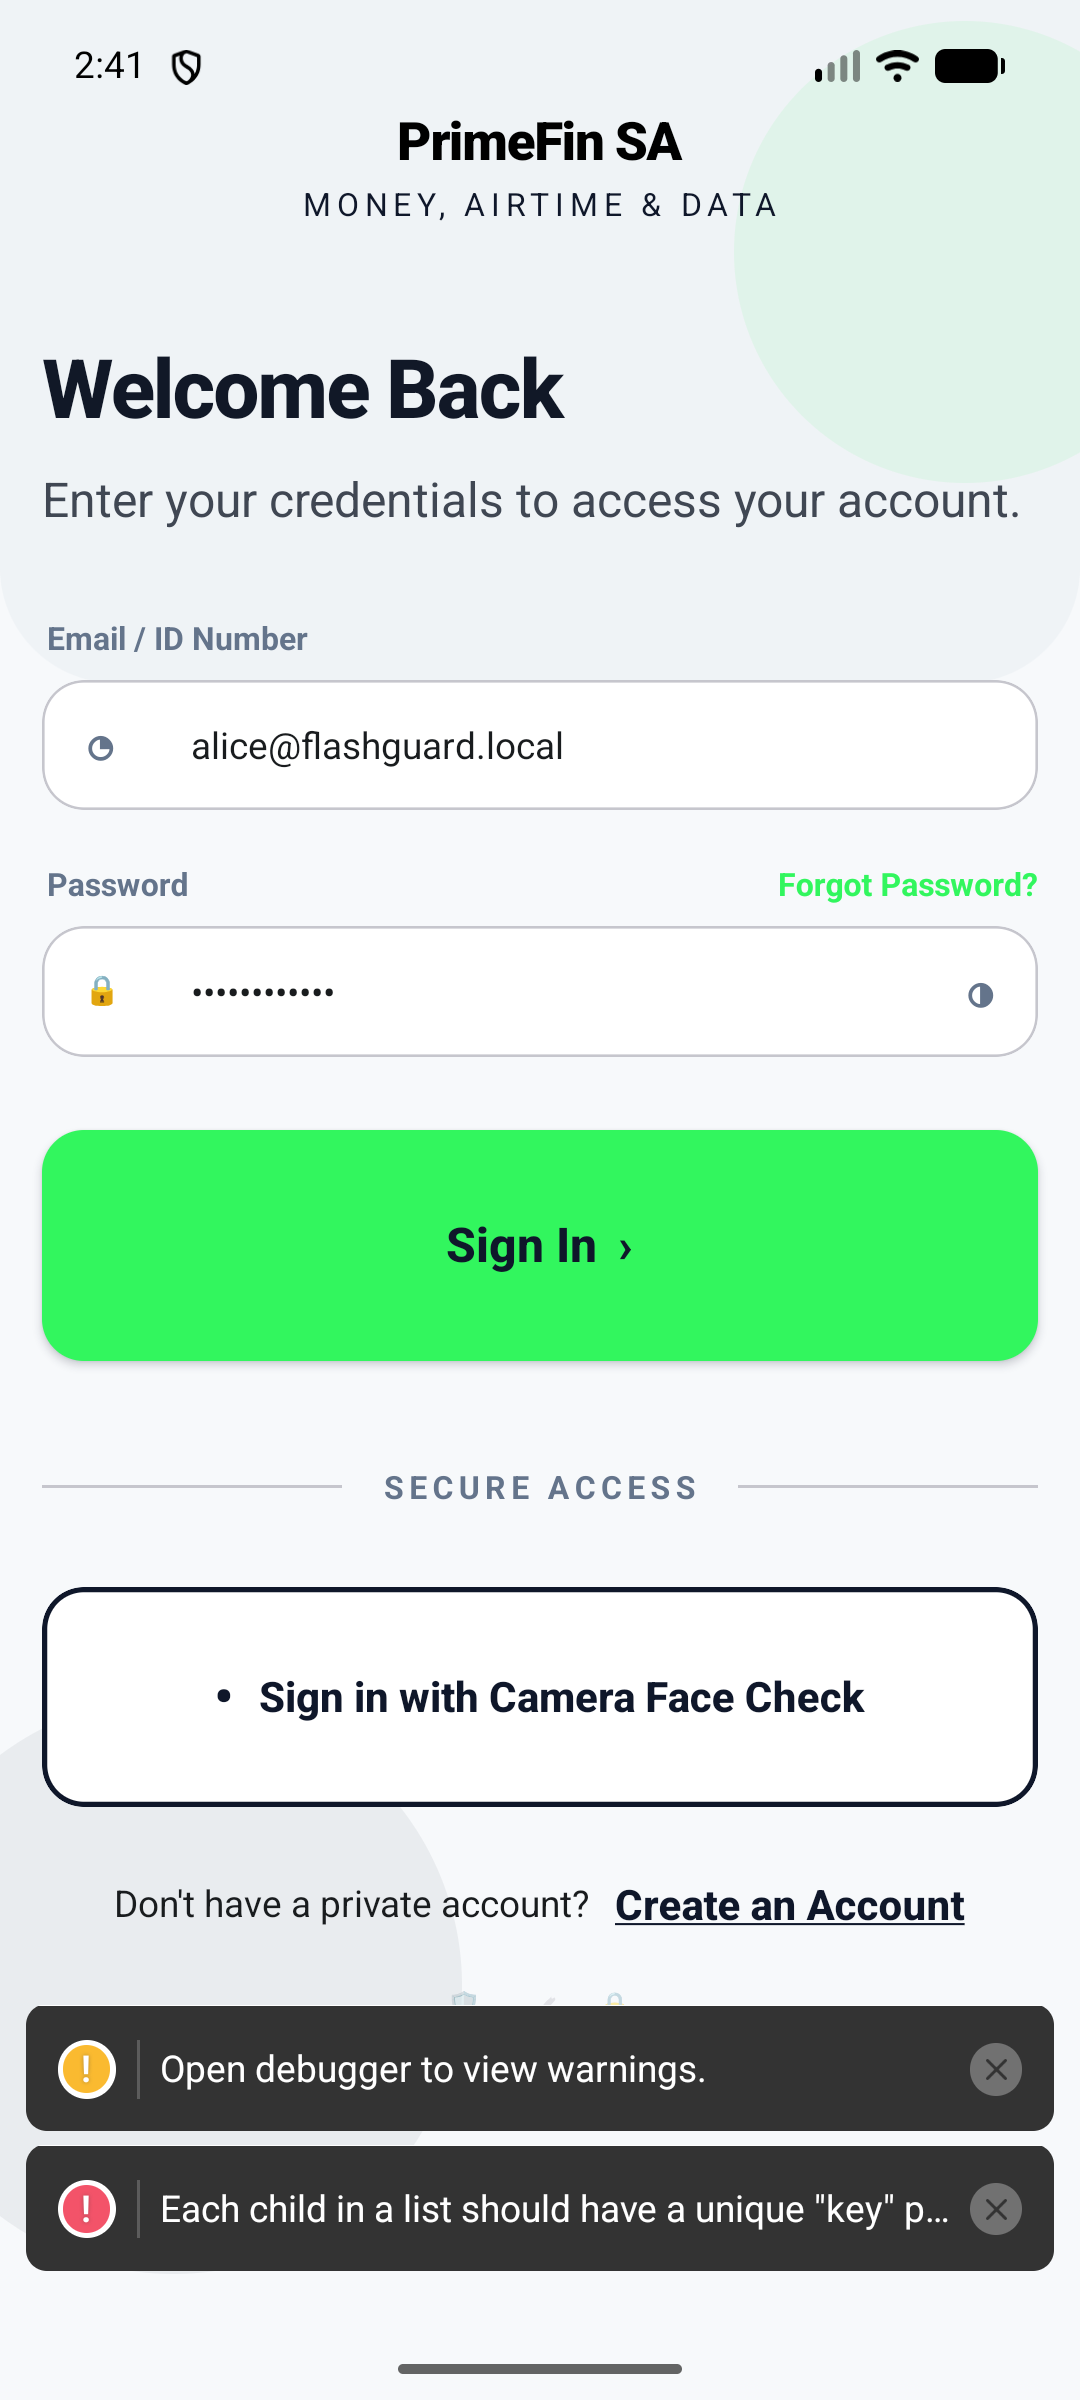 2:41
PrimeFin SA
MONEY, AIRTIME & DATA
Welcome Back
Enter your credentials to access your account.
Email / ID Number
alice@flashguard.local
Password
Forgot Password?
••••••••••••
Sign In ›
SECURE ACCESS
• Sign in with Camera Face Check
Don't have a private account? Create an Account
Open debugger to view warnings.
Each child in a list should have a unique "key" p...